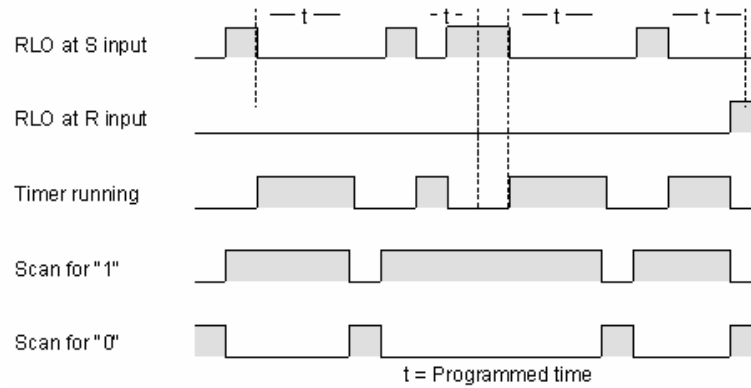 — t —
- t -
— t —
— t —
RLO at S input
RLO at R input
Timer running
Scan for "1"
Scan for "0"
t = Programmed time